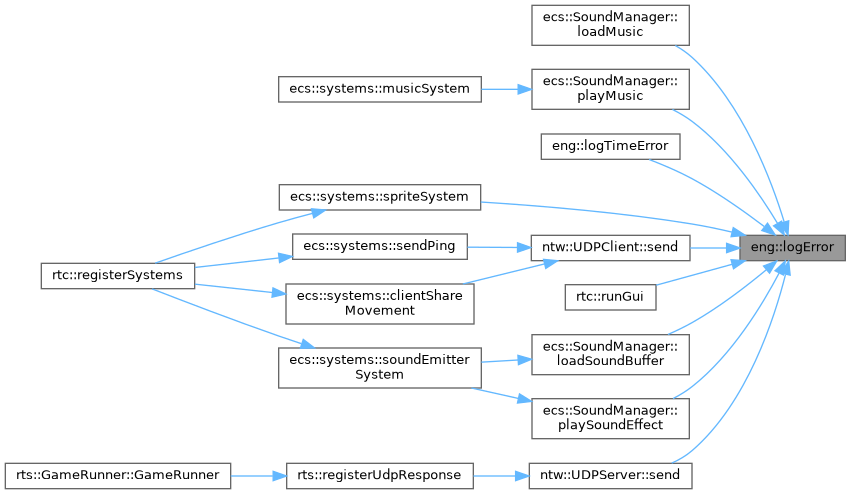 ecs::SoundManager::
loadMusic
ecs::systems::musicSystem
ecs::SoundManager::
playMusic
eng::logTimeError
ecs::systems::spriteSystem
ecs::systems::sendPing
ntw::UDPClient::send
eng::logError
rtc::registerSystems
ecs::systems::clientShare
Movement
rtc::runGui
ecs::systems::soundEmitter
System
ecs::SoundManager::
loadSoundBuffer
ecs::SoundManager::
playSoundEffect
rts::GameRunner::GameRunner
rts::registerUdpResponse
ntw::UDPServer::send